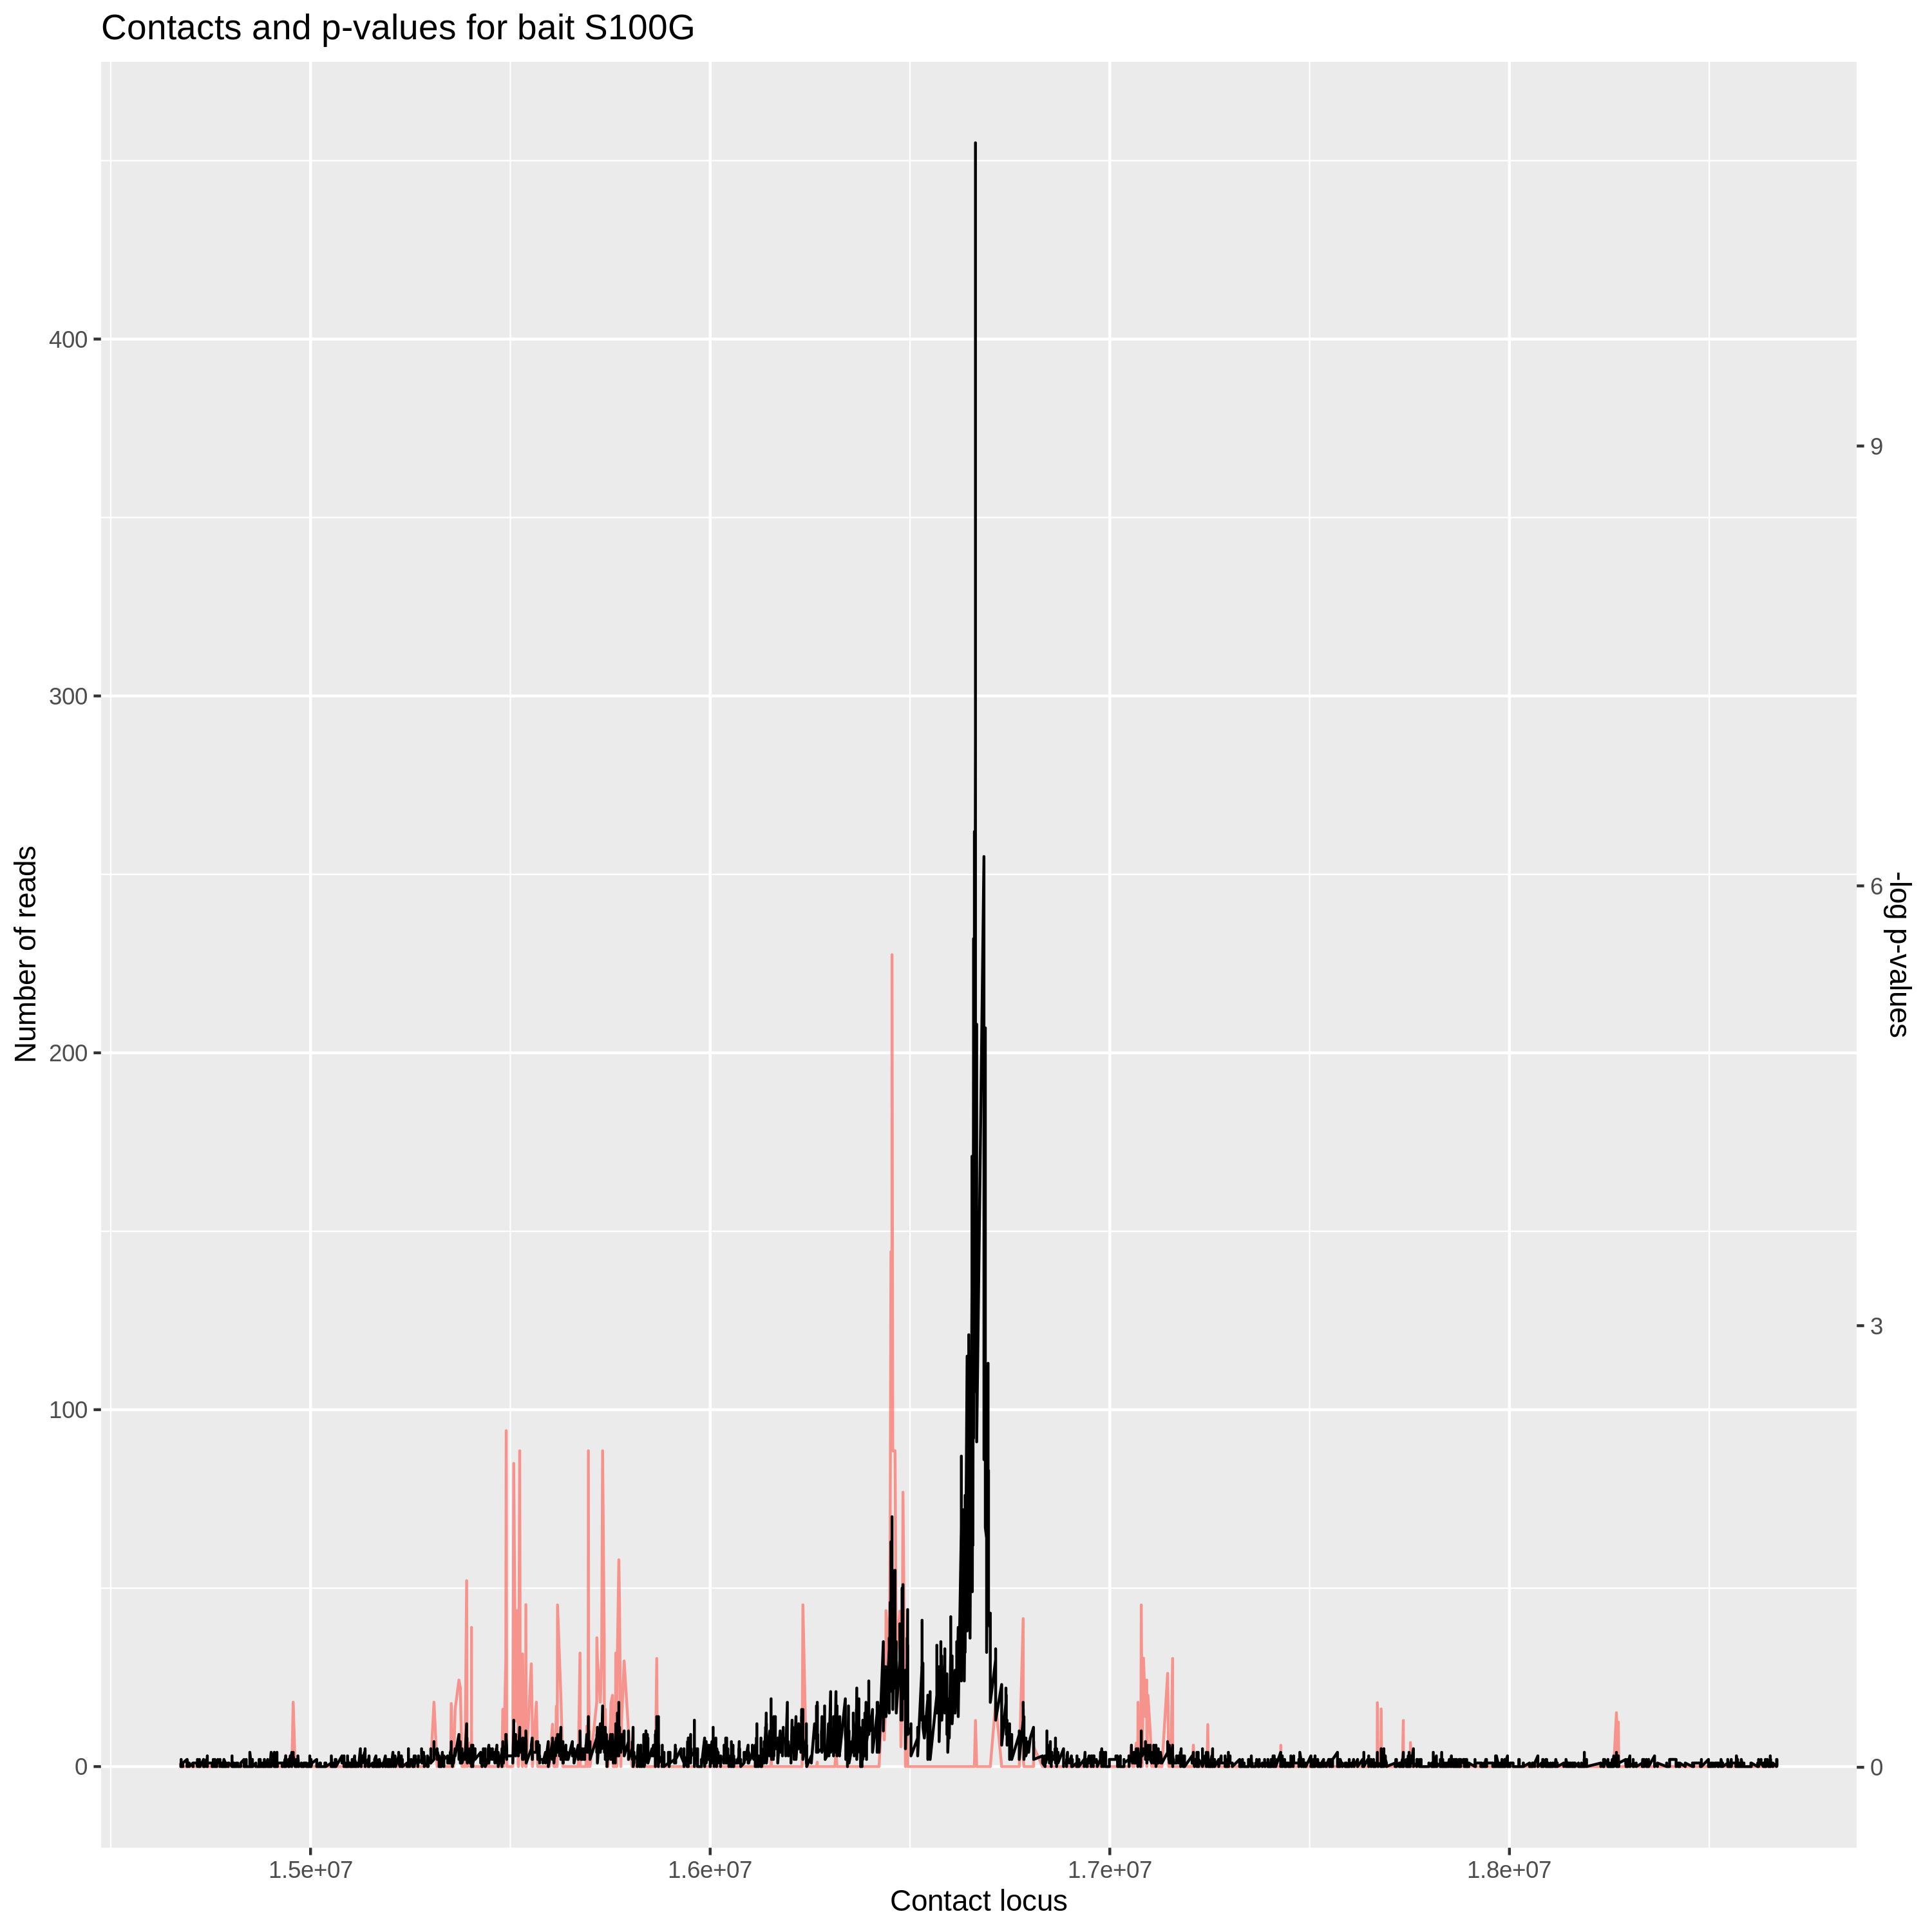 Contacts and p-values for bait S100G
400
300
200
100
0
Number of reads
9
6
3
0
-log p-values
1.5e+07
1.6e+07
1.7e+07
1.8e+07
Contact locus